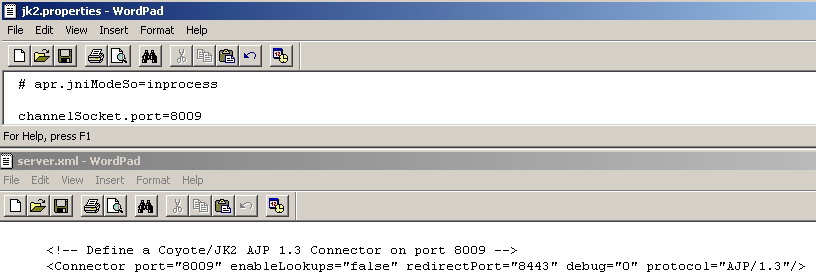 jk2.properties - WordPad
File Edit View Insert Format Help
# apr.jniModeSo=inprocess
channelSocket.port=8009
For Help, press F1
server.xml - WordPad
File Edit View Insert Format Help
<!-- Define a Coyote/JK2 AJP 1.3 Connector on port 8009 -->
<Connector port="8009" enableLookups="false" redirectPort="8443" debug="0" protocol="AJP/1.3"/>